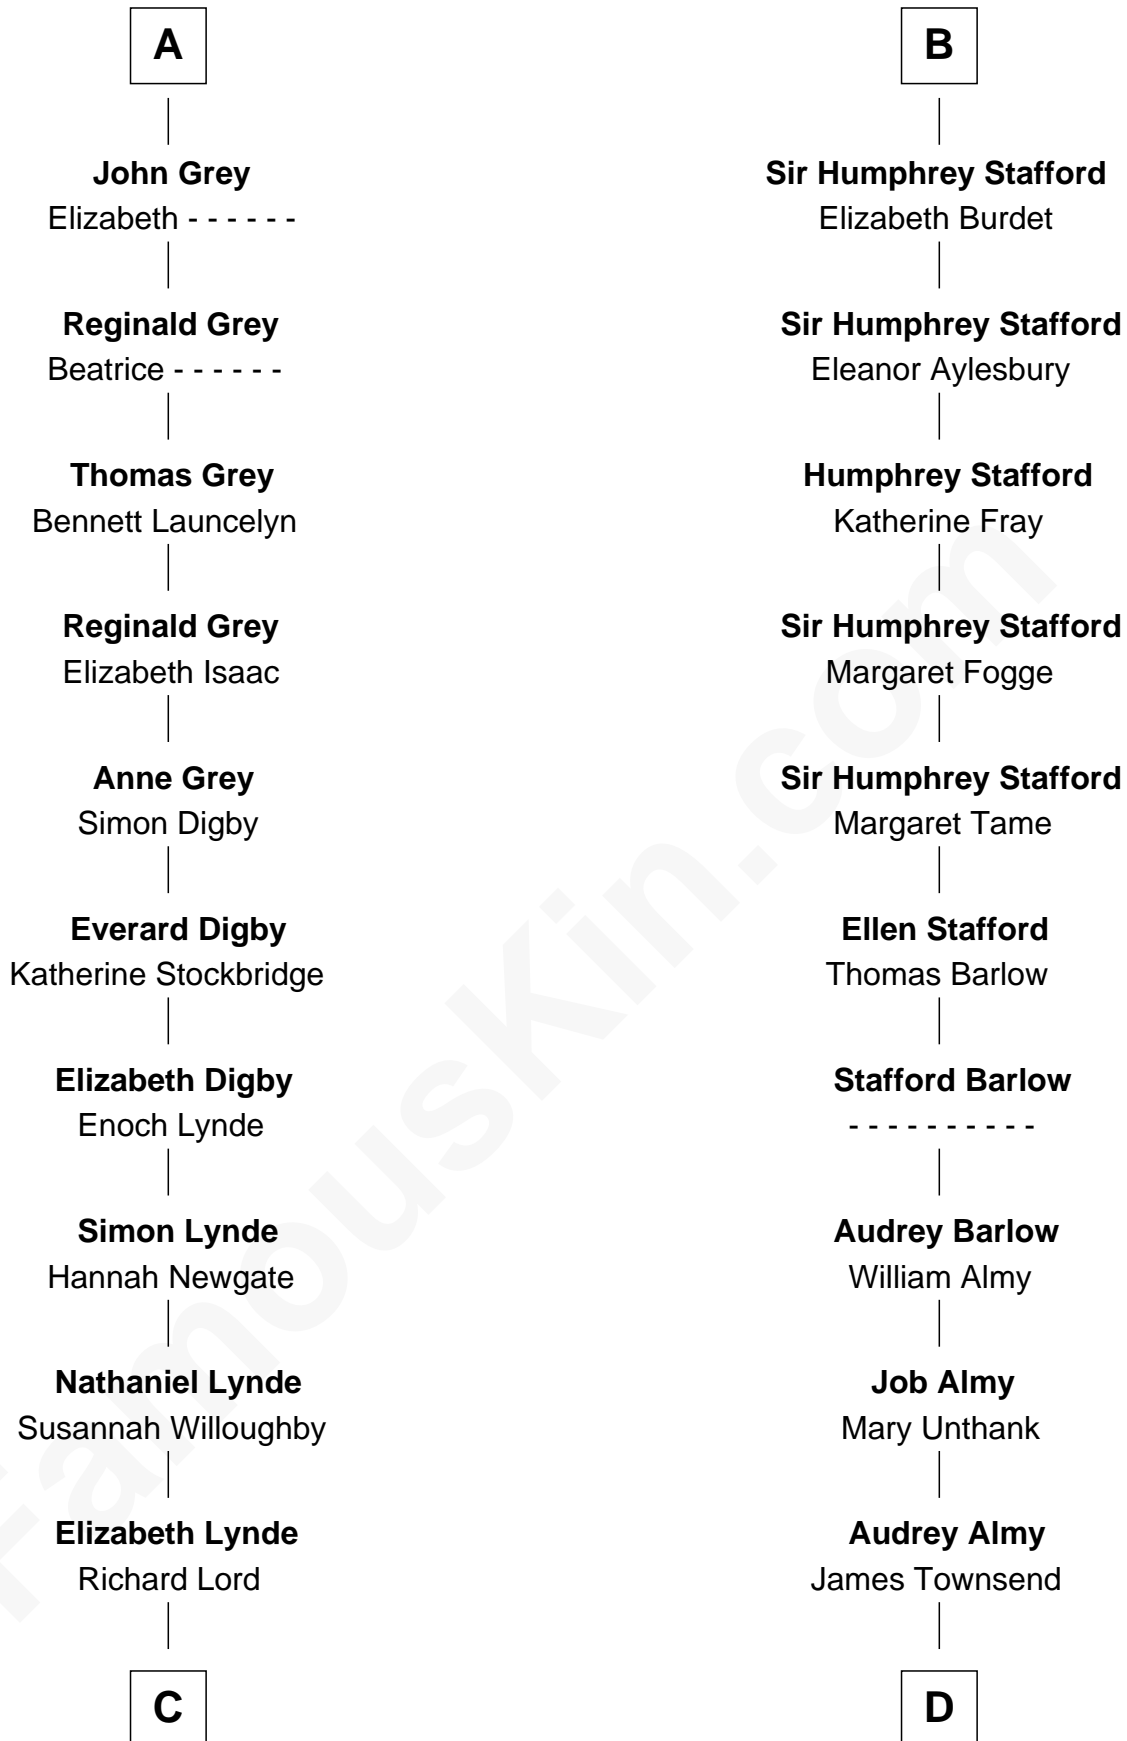 A
John Grey
Elizabeth - - - - - -
Reginald Grey
Beatrice - - - - - -
Thomas Grey
Bennett Launcelyn
Reginald Grey
Elizabeth Isaac
Anne Grey
Simon Digby
Everard Digby
Katherine Stockbridge
Elizabeth Digby
Enoch Lynde
Simon Lynde
Hannah Newgate
Nathaniel Lynde
Susannah Willoughby
Elizabeth Lynde
Richard Lord
C
B
Sir Humphrey Stafford
Elizabeth Burdet
Sir Humphrey Stafford
Eleanor Aylesbury
Humphrey Stafford
Katherine Fray
Sir Humphrey Stafford
Margaret Fogge
Sir Humphrey Stafford
Margaret Tame
Ellen Stafford
Thomas Barlow
Stafford Barlow
- - - - - - - - - -
Audrey Barlow
William Almy
Job Almy
Mary Unthank
Audrey Almy
James Townsend
D
FamousKin.com